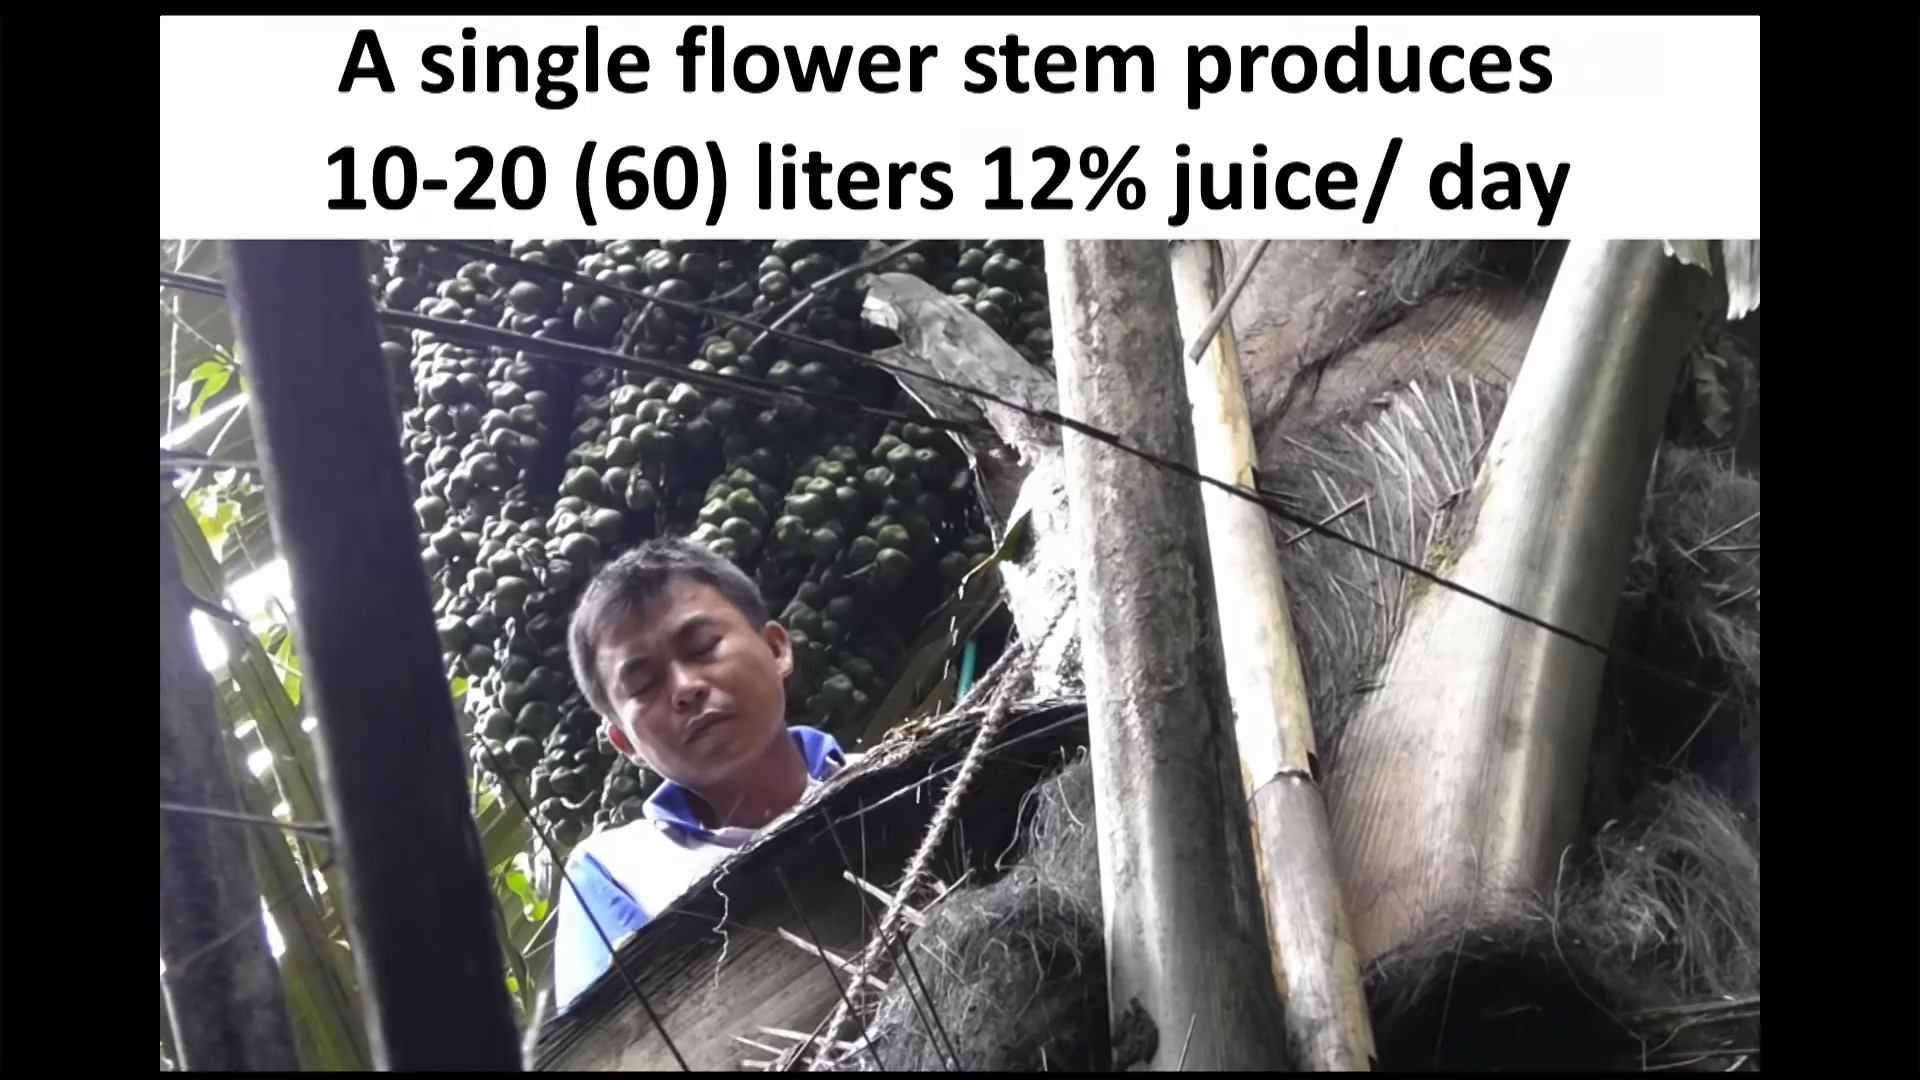 A single flower stem produces
10-20 (60) liters 12% juice/ day